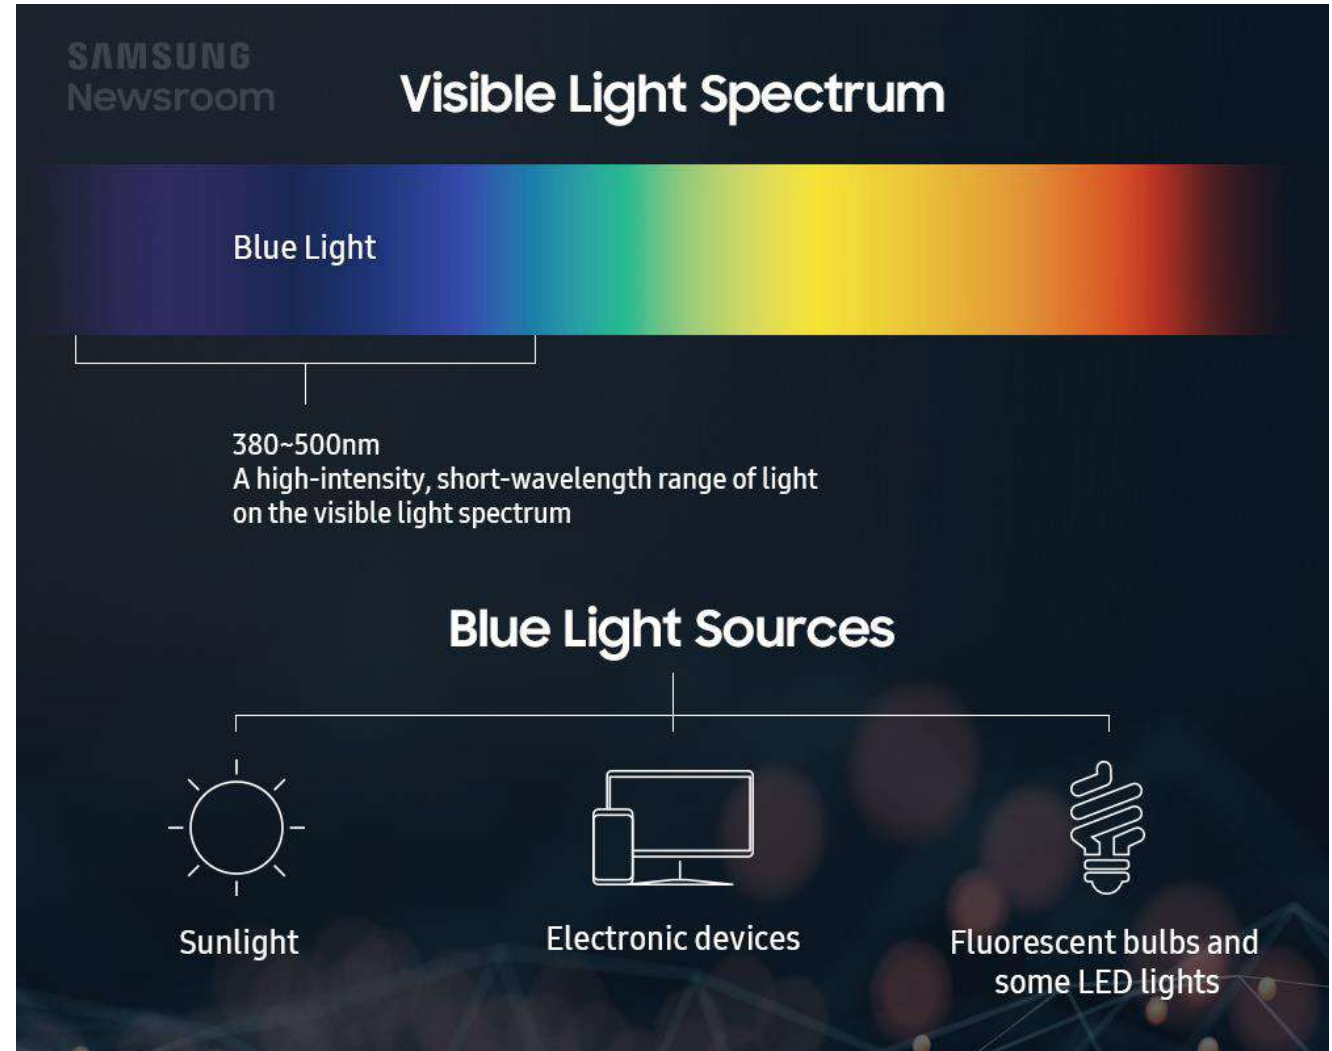 SAMSUNG
Newsroom
Visible Light Spectrum
Blue Light
380~500nm
A high-intensity, short-wavelength range of light
on the visible light spectrum
Blue Light Sources
Sunlight
Electronic devices
Fluorescent bulbs and
some LED lights